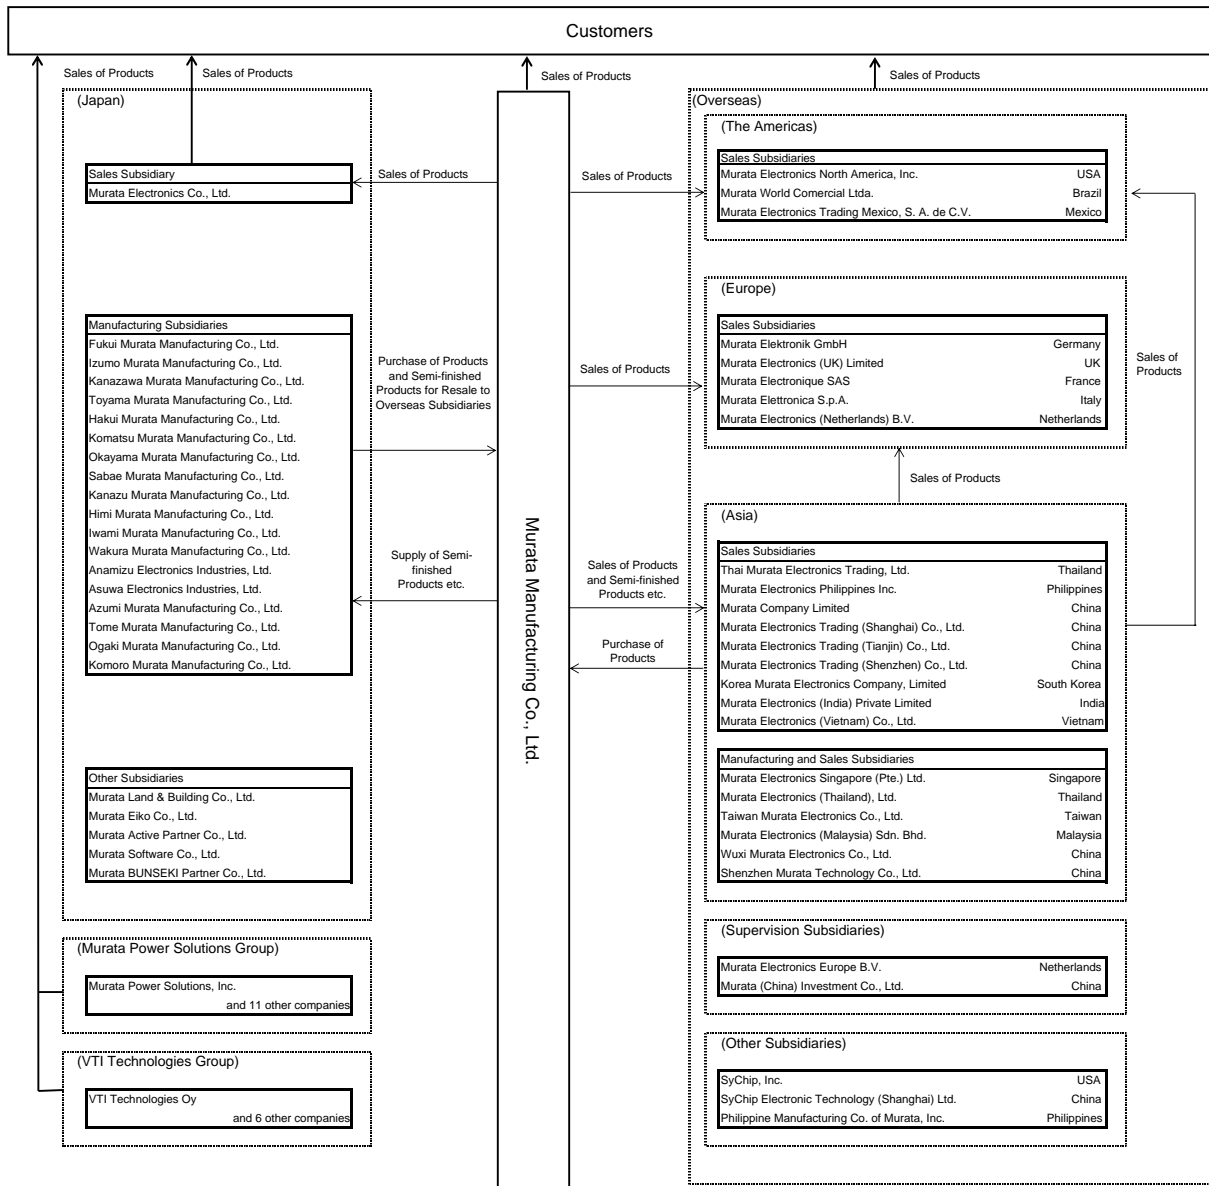 Customers
Sales of Products
Sales of Products
Sales of Products
Sales of Products
(Japan)
Sales Subsidiary
Murata Electronics Co., Ltd.
Sales of Products
Manufacturing Subsidiaries
Fukui Murata Manufacturing Co., Ltd.
Izumo Murata Manufacturing Co., Ltd.
Kanazawa Murata Manufacturing Co., Ltd.
Toyama Murata Manufacturing Co., Ltd.
Hakui Murata Manufacturing Co., Ltd.
Komatsu Murata Manufacturing Co., Ltd.
Okayama Murata Manufacturing Co., Ltd.
Sabae Murata Manufacturing Co., Ltd.
Kanazu Murata Manufacturing Co., Ltd.
Himi Murata Manufacturing Co., Ltd.
Iwami Murata Manufacturing Co., Ltd.
Wakura Murata Manufacturing Co., Ltd.
Anamizu Electronics Industries, Ltd.
Asuwa Electronics Industries, Ltd.
Azumi Murata Manufacturing Co., Ltd.
Tome Murata Manufacturing Co., Ltd.
Ogaki Murata Manufacturing Co., Ltd.
Komoro Murata Manufacturing Co., Ltd.
Purchase of Products
and Semi-finished
Products for Resale to
Overseas Subsidiaries
Supply of Semi-
finished
Products etc.
Other Subsidiaries
Murata Land & Building Co., Ltd.
Murata Eiko Co., Ltd.
Murata Active Partner Co., Ltd.
Murata Software Co., Ltd.
Murata BUNSEKI Partner Co., Ltd.
(Murata Power Solutions Group)
Murata Power Solutions, Inc.
and 11 other companies
(VTI Technologies Group)
VTI Technologies Oy
and 6 other companies
Murata Manufacturing Co., Ltd.
Sales of Products
Sales of Products
Sales of Products
and Semi-finished
Products etc.
Purchase of
Products
(Overseas)
(The Americas)
Sales Subsidiaries
Murata Electronics North America, Inc. USA
Murata World Comercial Ltda. Brazil
Murata Electronics Trading Mexico, S. A. de C.V. Mexico
(Europe)
Sales Subsidiaries
Murata Elektronik GmbH Germany
Murata Electronics (UK) Limited UK
Murata Electronique SAS France
Murata Elettronica S.p.A. Italy
Murata Electronics (Netherlands) B.V. Netherlands
Sales of
Products
Sales of Products
(Asia)
Sales Subsidiaries
Thai Murata Electronics Trading, Ltd. Thailand
Murata Electronics Philippines Inc. Philippines
Murata Company Limited China
Murata Electronics Trading (Shanghai) Co., Ltd. China
Murata Electronics Trading (Tianjin) Co., Ltd. China
Murata Electronics Trading (Shenzhen) Co., Ltd. China
Korea Murata Electronics Company, Limited South Korea
Murata Electronics (India) Private Limited India
Murata Electronics (Vietnam) Co., Ltd. Vietnam
Manufacturing and Sales Subsidiaries
Murata Electronics Singapore (Pte.) Ltd. Singapore
Murata Electronics (Thailand), Ltd. Thailand
Taiwan Murata Electronics Co., Ltd. Taiwan
Murata Electronics (Malaysia) Sdn. Bhd. Malaysia
Wuxi Murata Electronics Co., Ltd. China
Shenzhen Murata Technology Co., Ltd. China
(Supervision Subsidiaries)
Murata Electronics Europe B.V. Netherlands
Murata (China) Investment Co., Ltd. China
(Other Subsidiaries)
SyChip, Inc. USA
SyChip Electronic Technology (Shanghai) Ltd. China
Philippine Manufacturing Co. of Murata, Inc. Philippines